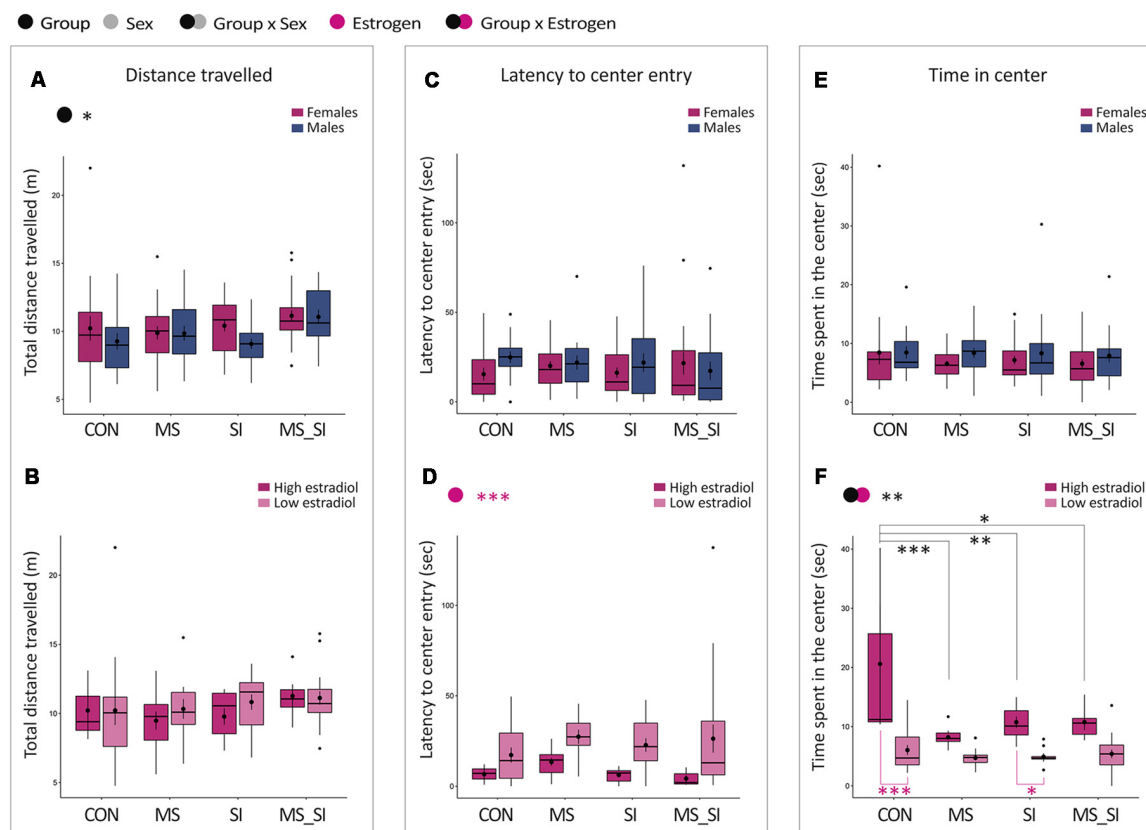 Group Sex Group x Sex Estrogen Group x Estrogen
A Distance travelled
*
Females
Males
Total distance travelled (m)
20
15
10
5
CON MS SI MS_SI
C Latency to center entry
Females
Males
Latency to center entry (sec)
100
50
0
CON MS SI MS_SI
E Time in center
Females
Males
Time spent in the center (sec)
40
30
20
10
0
CON MS SI MS_SI
B
High estradiol
Low estradiol
Total distance travelled (m)
20
15
10
5
CON MS SI MS_SI
D
***
High estradiol
Low estradiol
Latency to center entry (sec)
100
50
0
CON MS SI MS_SI
F
**
High estradiol
Low estradiol
*
**
***
Time spent in the center (sec)
40
30
20
10
0
*** *
CON MS SI MS_SI